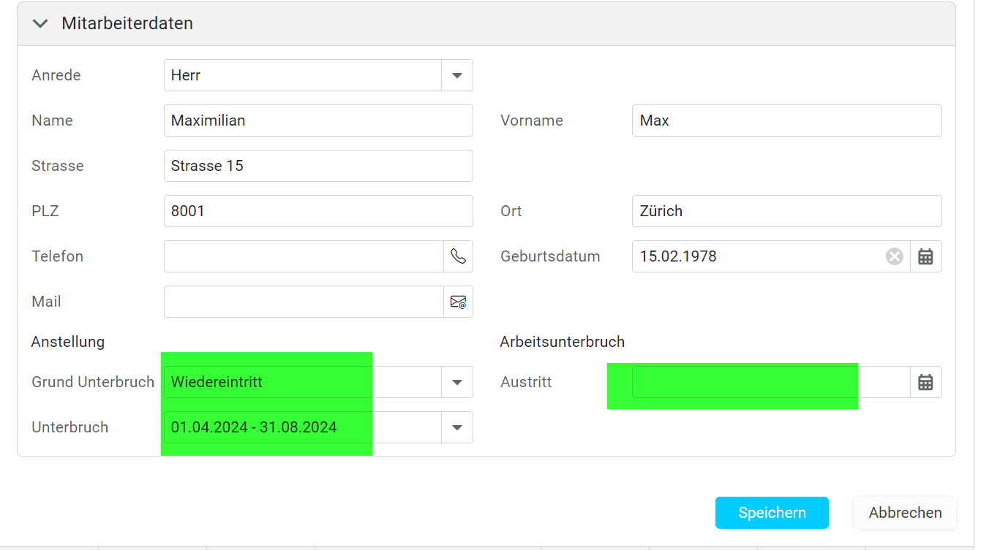 Mitarbeiterdaten
Anrede Herr
Name Maximilian Vorname Max
Strasse Strasse 15
PLZ 8001 Ort Zürich
Telefon Geburtsdatum 15.02.1978
Mail
Anstellung Arbeitsunterbruch
Grund Unterbruch Wiedereintritt Austritt
Unterbruch 01.04.2024 - 31.08.2024
Speichern Abbrechen